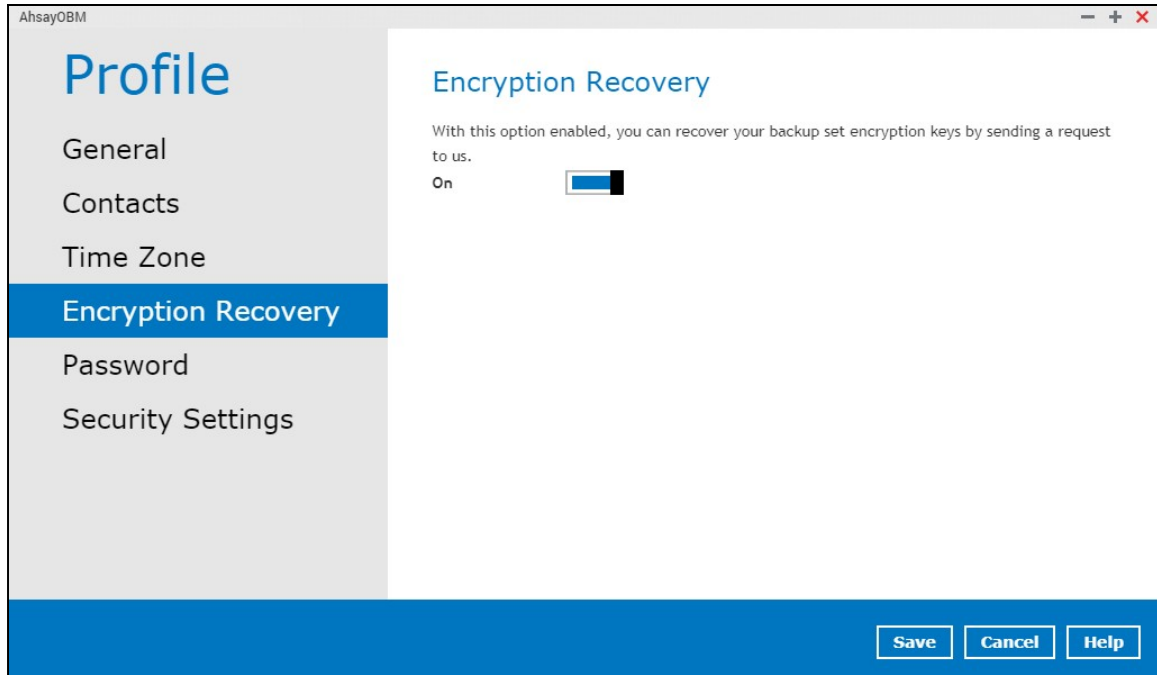 AhsayOBM
Profile
General
Contacts
Time Zone
Encryption Recovery
Password
Security Settings
Encryption Recovery
With this option enabled, you can recover your backup set encryption keys by sending a request
to us.
On
Save Cancel Help